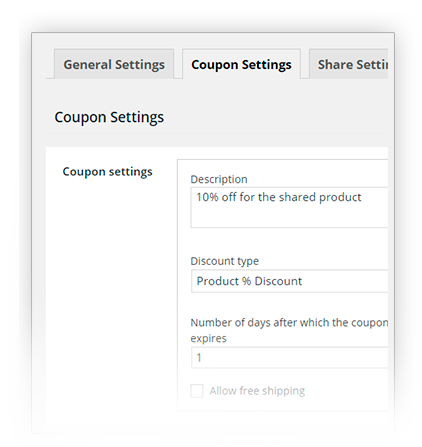 General Settings Coupon Settings Share Settin
Coupon Settings
Coupon settings
Description
10% off for the shared product
Discount type
Product % Discount
Number of days after which the coupon
expires
1
Allow free shipping